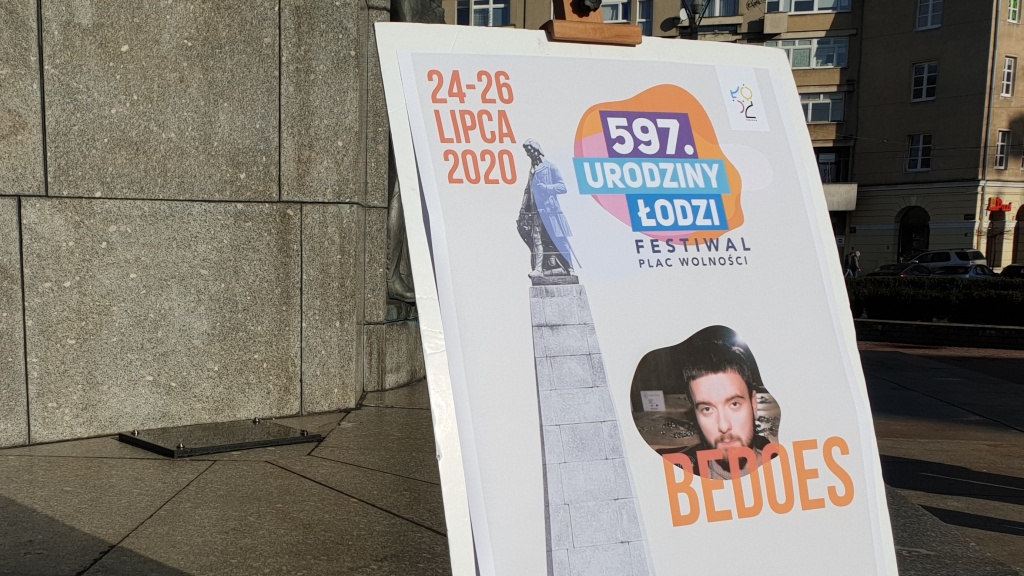 24-26
LIPCA
2020
597.
URODZINY
ŁODZI
FESTIWAL
PLAC WOLNOŚCI
BEDOES